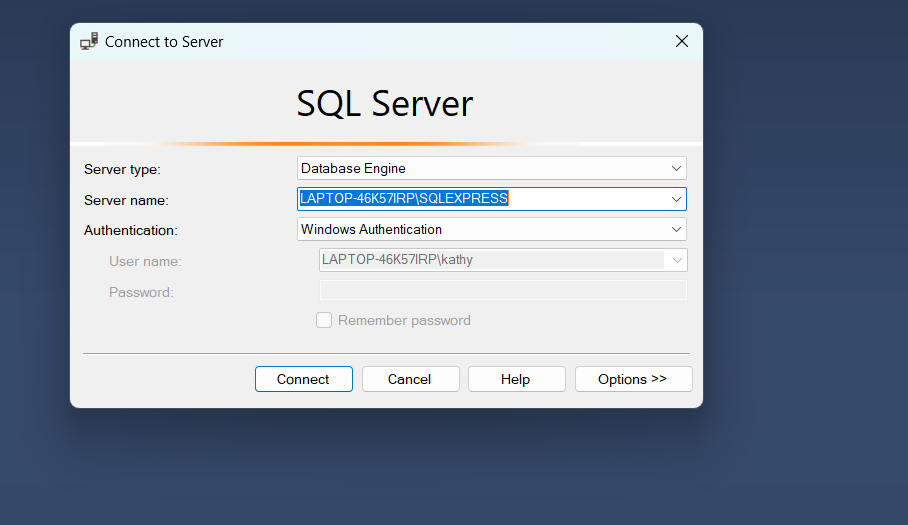 Connect to Server
SQL Server
Server type: Database Engine
Server name: LAPTOP-46K57IRP\SQLEXPRESS
Authentication: Windows Authentication
User name: LAPTOP-46K57IRP\kathy
Password:
Remember password
Connect Cancel Help Options >>